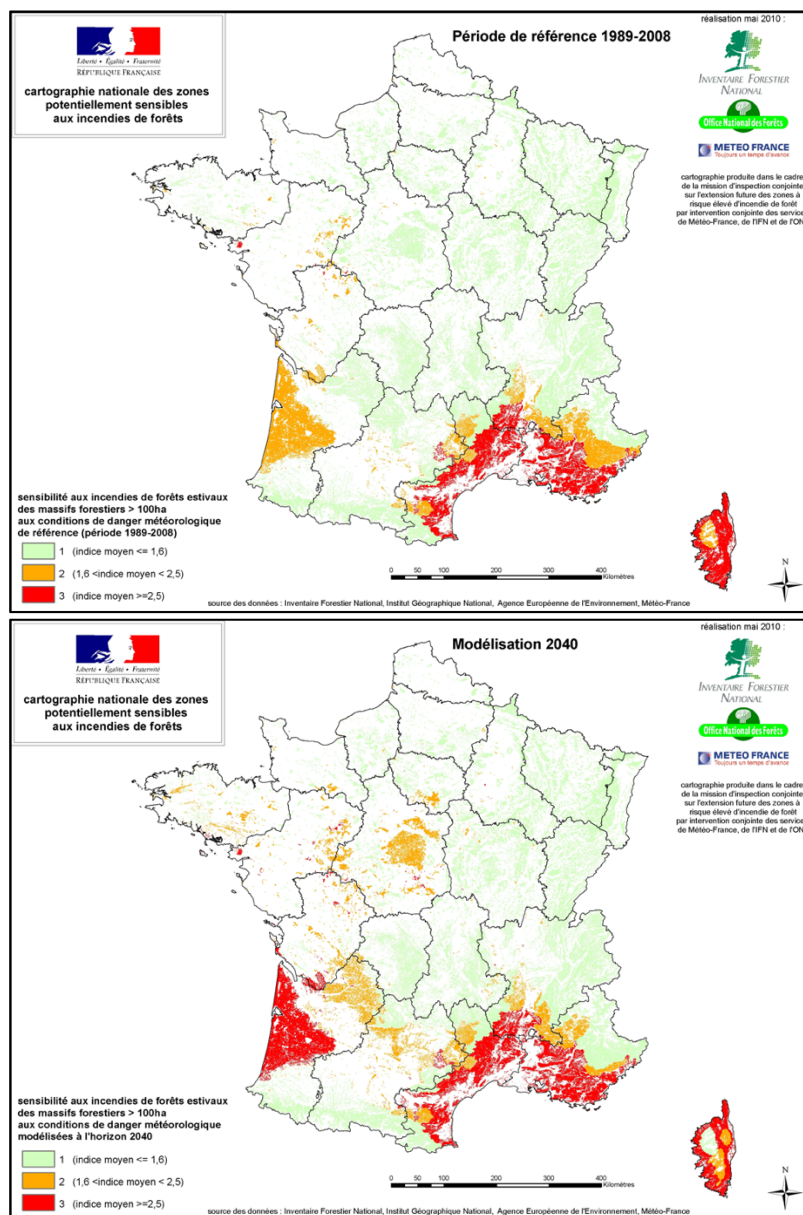 Liberté • Égalité • Fraternité
RÉPUBLIQUE FRANÇAISE
cartographie nationale des zones
potentiellement sensibles
aux incendies de forêts
Période de référence 1989-2008
réalisation mai 2010 :
INVENTAIRE FORESTIER
NATIONAL
Office National des Forêts
METEO FRANCE
Toujours un temps d'avance
cartographie produite dans le cadre
de la mission d'inspection conjointe
sur l'extension future des zones à
risque élevé d'incendie de forêt
par intervention conjointe des service
de Météo-France, de l'IFN et de l'ON
sensibilité aux incendies de forêts estivaux
des massifs forestiers > 100ha
aux conditions de danger météorologique
de référence (période 1989-2008)
1 (indice moyen <= 1,6)
2 (1,6 <indice moyen < 2,5)
3 (indice moyen >=2,5)
0 50 100 200 300 400
Kilomètres
N
source des données : Inventaire Forestier National, Institut Géographique National, Agence Européenne de l'Environnement, Météo-France
Liberté • Égalité • Fraternité
RÉPUBLIQUE FRANÇAISE
cartographie nationale des zones
potentiellement sensibles
aux incendies de forêts
Modélisation 2040
réalisation mai 2010 :
INVENTAIRE FORESTIER
NATIONAL
Office National des Forêts
METEO FRANCE
Toujours un temps d'avance
cartographie produite dans le cadre
de la mission d'inspection conjointe
sur l'extension future des zones à
risque élevé d'incendie de forêt
par intervention conjointe des service
de Météo-France, de l'IFN et de l'ON
sensibilité aux incendies de forêts estivaux
des massifs forestiers > 100ha
aux conditions de danger météorologique
modélisées à l'horizon 2040
1 (indice moyen <= 1,6)
2 (1,6 <indice moyen < 2,5)
3 (indice moyen >=2,5)
0 50 100 200 300 400
Kilomètres
N
source des données : Inventaire Forestier National, Institut Géographique National, Agence Européenne de l'Environnement, Météo-France